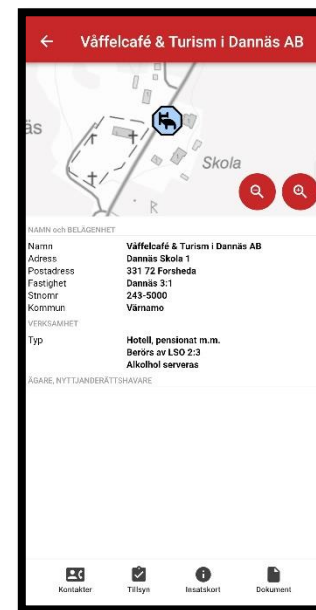 Våffelcafé & Turism i Dannäs AB
äs
Skola
R
NAMN och BELÄGENHET
Namn Våffelcafé & Turism i Dannäs AB
Adress Dannäs Skola 1
Postadress 331 72 Forsheda
Fastighet Dannäs 3:1
Stnomr 243-5000
Kommun Värnamo
VERKSAMHET
Typ Hotell, pensionat m.m.
Berörs av LSO 2:3
Alkolhol serveras
ÄGARE, NYTTJANDERÄTTSHAVARE
Kontakter Tillsyn Insatskort Dokument